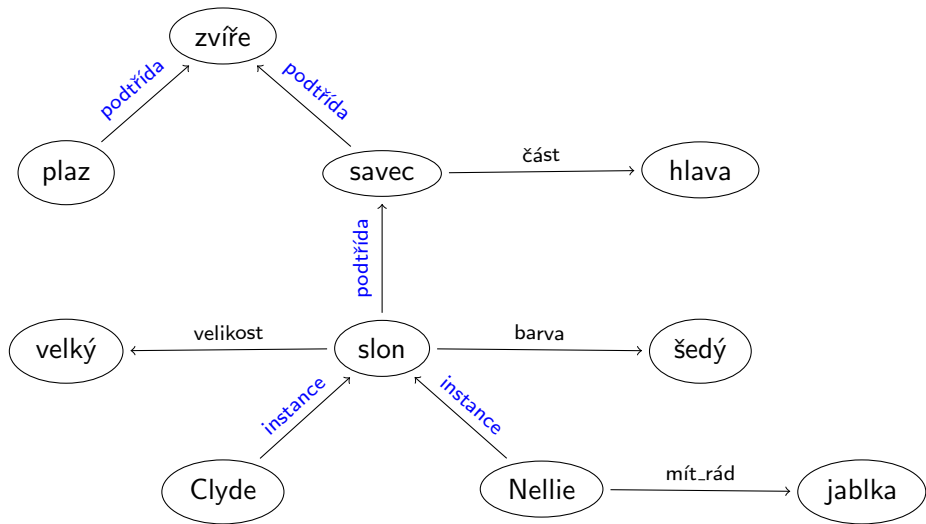 zvíře
podtřída
podtřída
plaz
savec
část
hlava
podtřída
velký
velikost
slon
barva
šedý
instance
instance
Clyde
Nellie
mít_rád
jablka